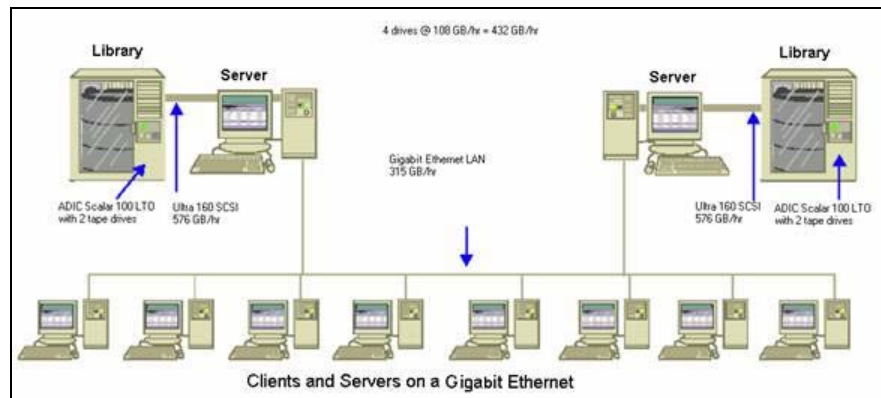 4 drives @ 108 GB/hr = 432 GB/hr
Library
Server
Server
Library
Gigabit Ethernet LAN
315 GB/hr
ADIC Scalar 100 LTO
with 2 tape drives
Ultra 160 SCSI
576 GB/hr
Ultra 160 SCSI
576 GB/hr
ADIC Scalar 100 LTO
with 2 tape drives
Clients and Servers on a Gigabit Ethernet